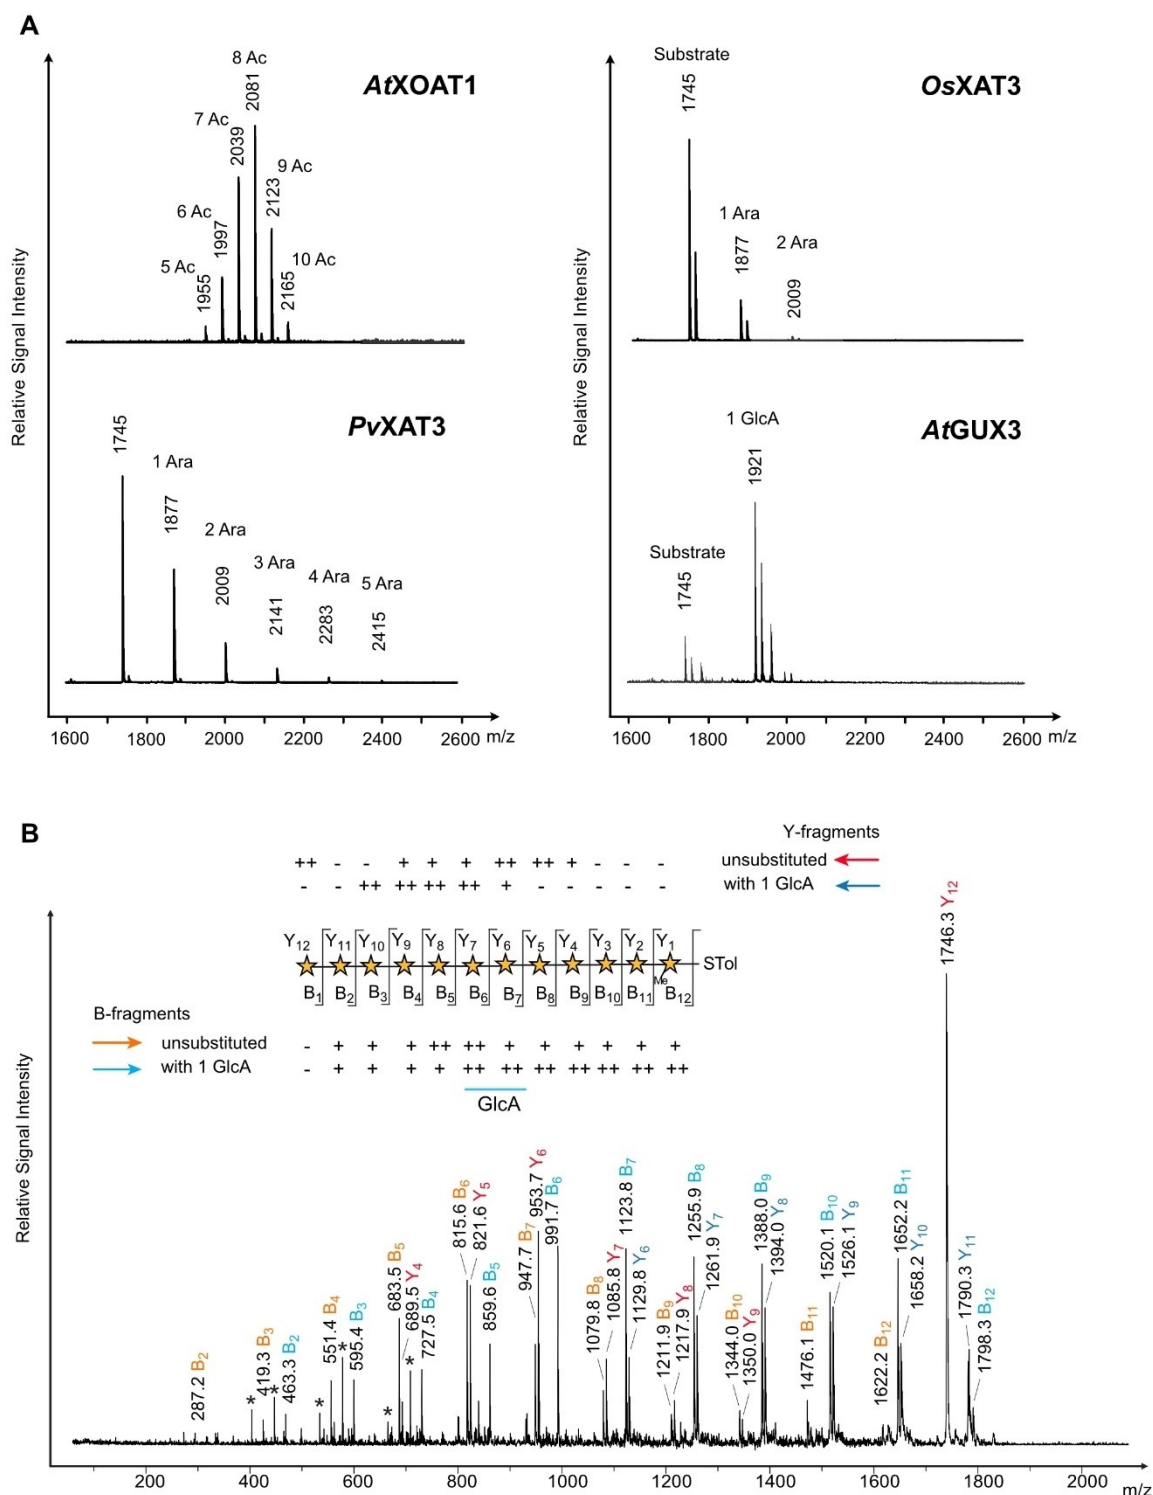 A
AtXOAT1
Relative Signal Intensity
5 Ac
1955
6 Ac
1997
7 Ac
2039
8 Ac
2081
9 Ac
2123
10 Ac
2165
OsXAT3
Relative Signal Intensity
Substrate
1745
1 Ara
1877
2 Ara
2009
PvXAT3
1745
1 Ara
1877
2 Ara
2009
3 Ara
2141
4 Ara
2283
5 Ara
2415
1600 1800 2000 2200 2400 2600 m/z
AtGUX3
Substrate
1745
1 GlcA
1921
1600 1800 2000 2200 2400 2600 m/z
B
Y-fragments
++ - - + + + ++ ++ + - - - unsubstituted
- - ++ ++ ++ ++ + - - - - - with 1 GlcA
Y12 Y11 Y10 Y9 Y8 Y7 Y6 Y5 Y4 Y3 Y2 Y1
STol
Me
B1 B2 B3 B4 B5 B6 B7 B8 B9 B10 B11 B12
B-fragments
unsubstituted - + + + ++ ++ + + + + + +
with 1 GlcA - + + + + ++ ++ ++ ++ ++ ++ ++
GlcA
Relative Signal Intensity
287.2 B2
*
419.3 B3
*
463.3 B2
*
551.4 B4
*
595.4 B3
*
683.5 B5
689.5 Y4
*
727.5 B4
815.6 B6
821.6 Y5
859.6 B5
947.7 B7
953.7 Y6
991.7 B6
1079.8 B8
1085.8 Y7
1123.8 B7
1129.8 Y6
1211.9 B9
1217.9 Y8
1255.9 B8
1261.9 Y7
1344.0 B10
1350.0 Y9
1388.0 B9
1394.0 Y8
1476.1 B11
1520.1 B10
1526.1 Y9
1622.2 B12
1652.2 B11
1658.2 Y10
1746.3 Y12
1790.3 Y11
1798.3 B12
200 400 600 800 1000 1200 1400 1600 1800 2000
m/z